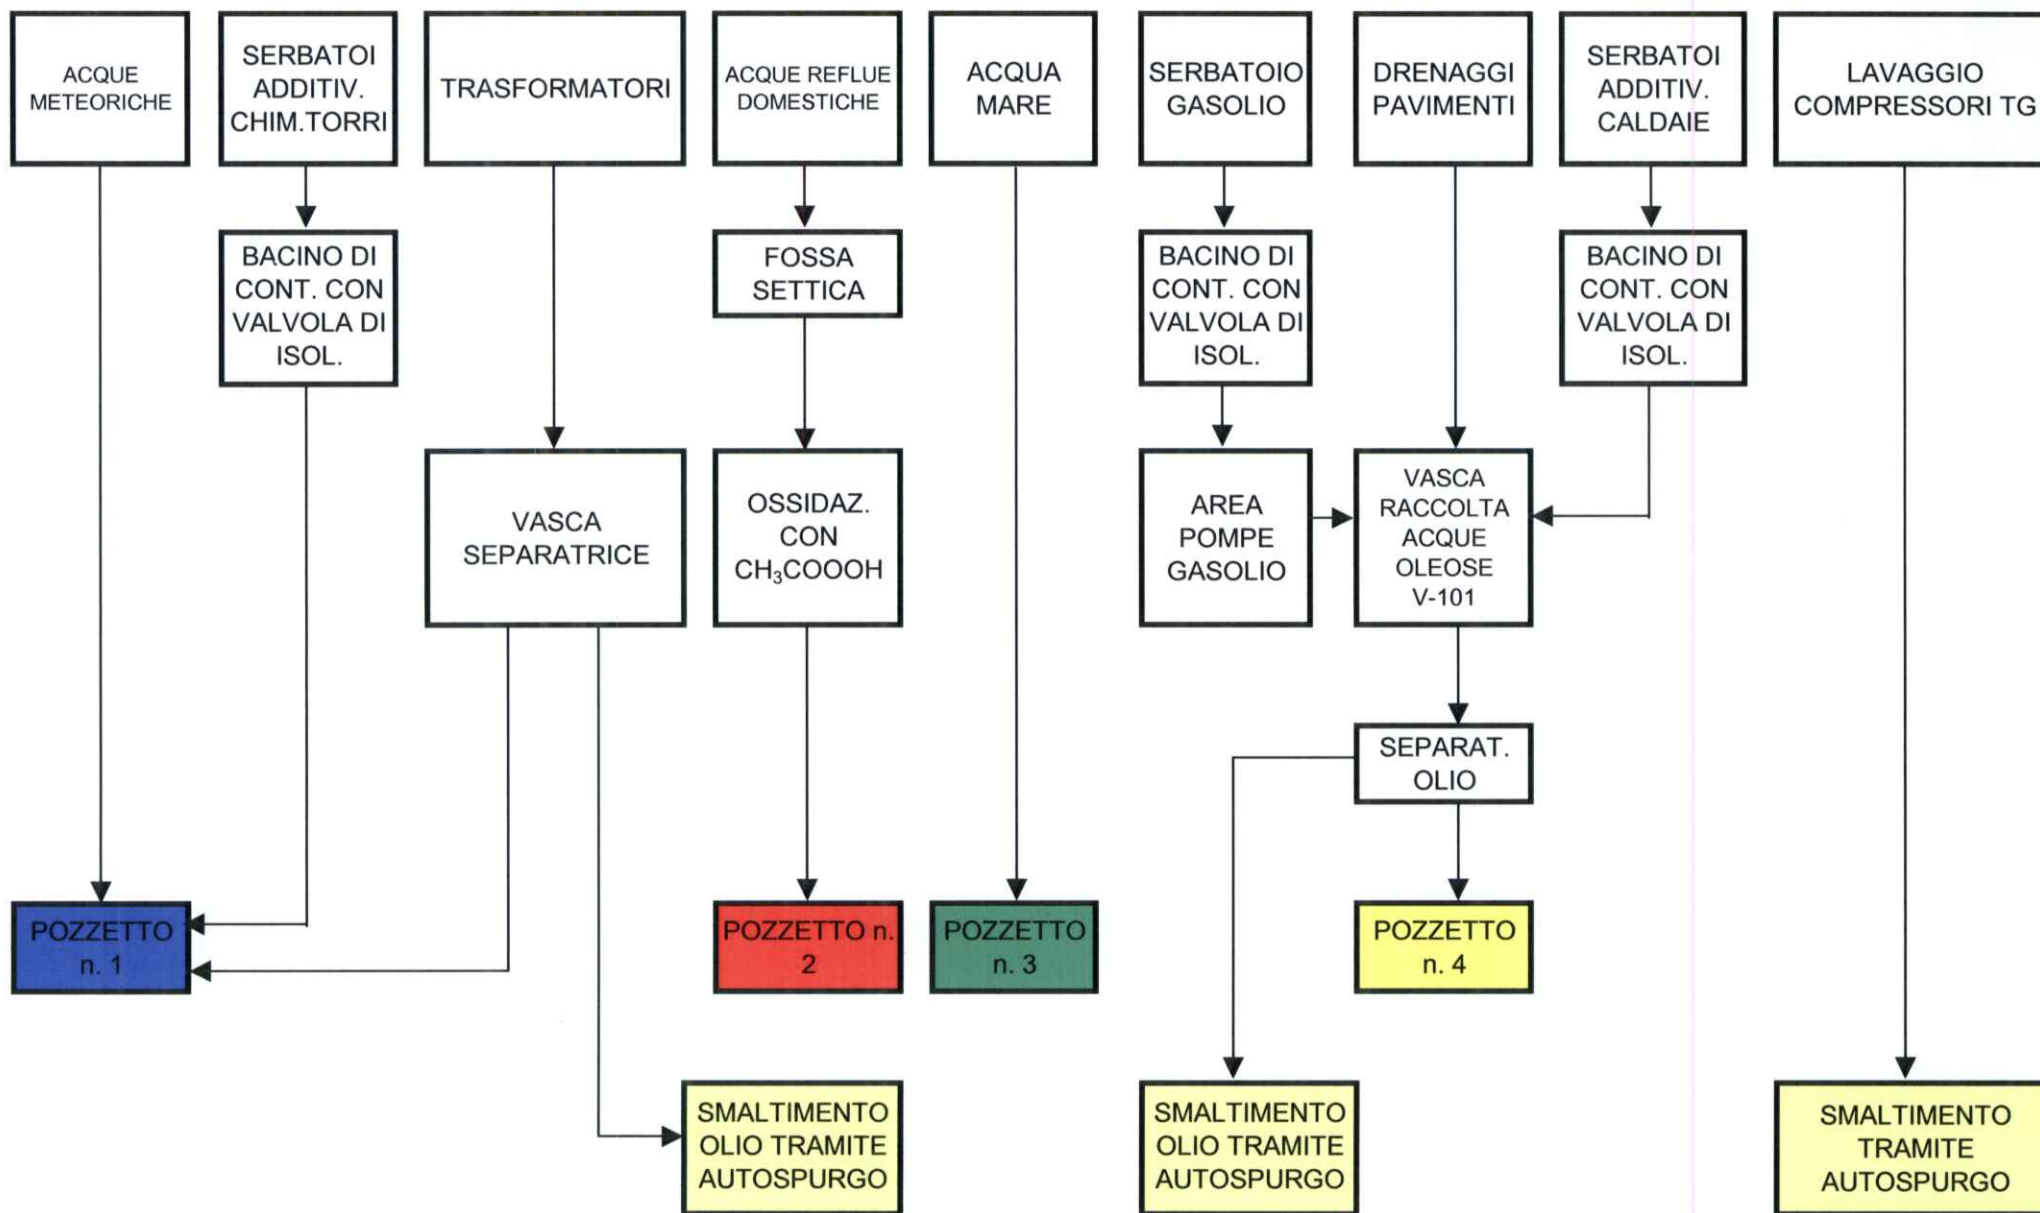 ACQUE
METEORICHE
SERBATOI
ADDITIV.
CHIM.TORRI
TRASFORMATORI
ACQUE REFLUE
DOMESTICHE
ACQUA
MARE
SERBATOIO
GASOLIO
DRENAGGI
PAVIMENTI
SERBATOI
ADDITIV.
CALDAIE
LAVAGGIO
COMPRESSORI TG
BACINO DI
CONT. CON
VALVOLA DI
ISOL.
FOSSA
SETTICA
BACINO DI
CONT. CON
VALVOLA DI
ISOL.
BACINO DI
CONT. CON
VALVOLA DI
ISOL.
VASCA
SEPARATRICE
OSSIDAZ.
CON
CH₃COOOH
AREA
POMPE
GASOLIO
VASCA
RACCOLTA
ACQUE
OLEOSE
V-101
SEPARAT.
OLIO
POZZETTO
n. 1
POZZETTO n.
2
POZZETTO
n. 3
POZZETTO
n. 4
SMALTIMENTO
OLIO TRAMITE
AUTOSPURGO
SMALTIMENTO
OLIO TRAMITE
AUTOSPURGO
SMALTIMENTO
TRAMITE
AUTOSPURGO